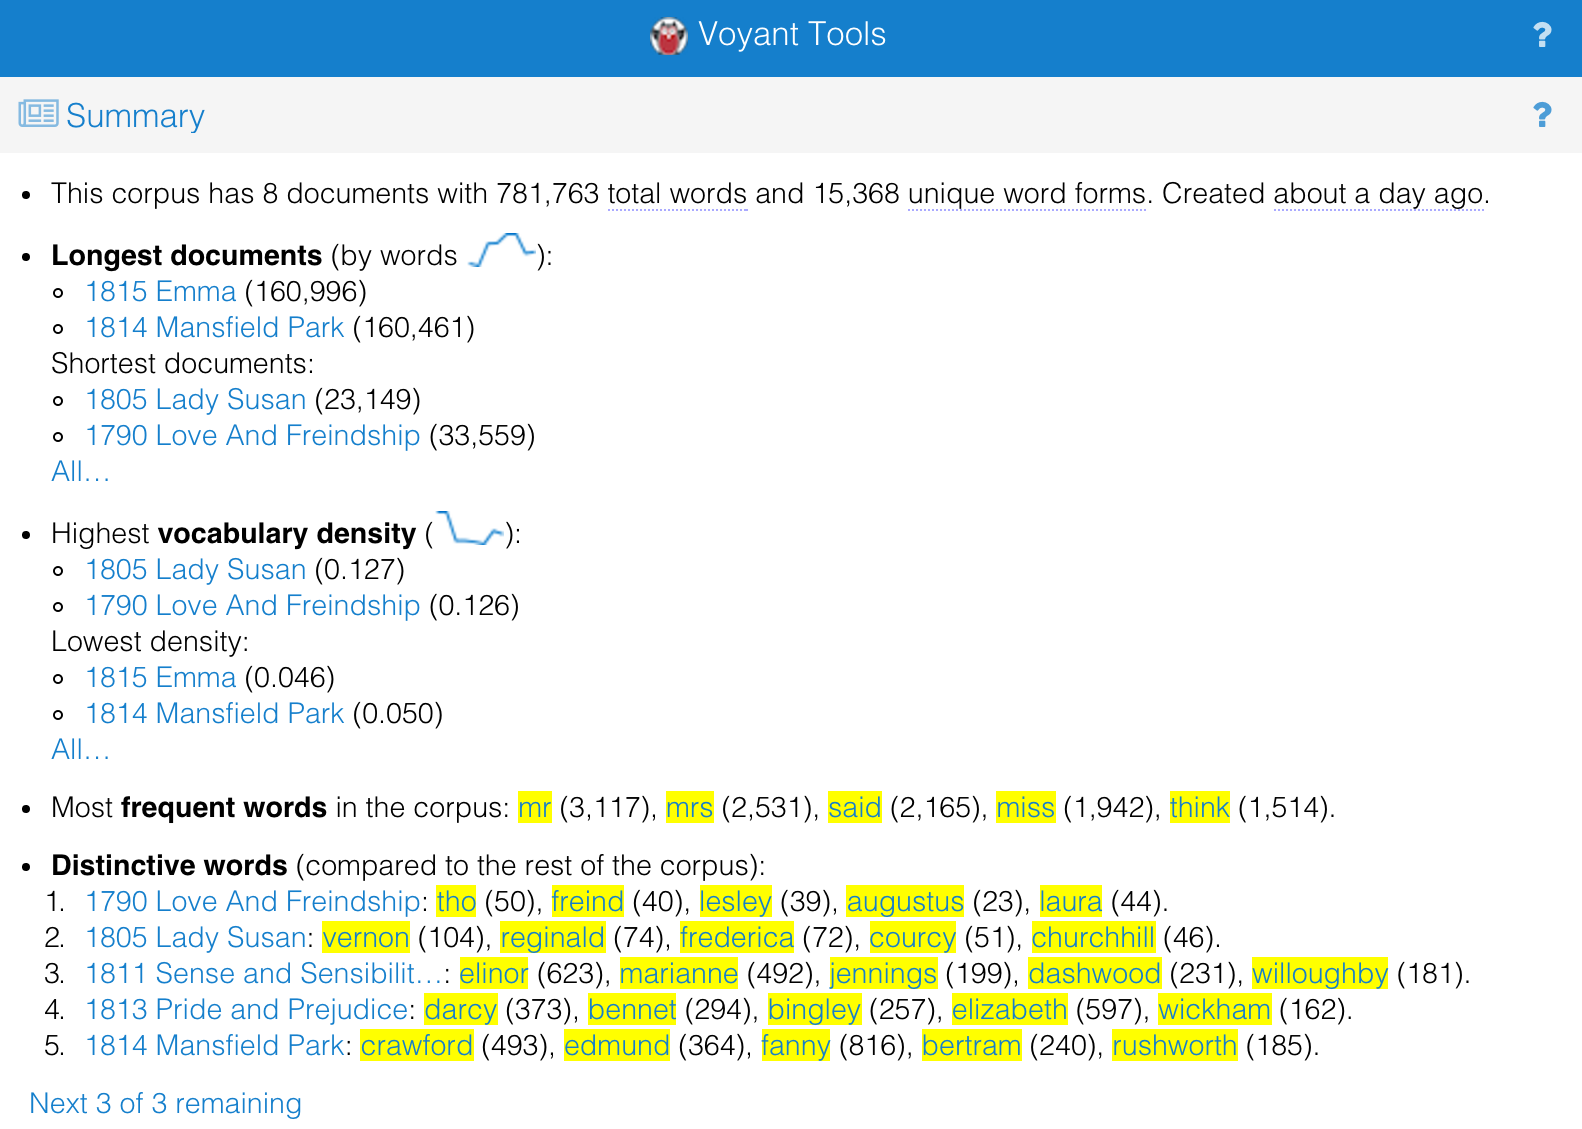 Voyant Tools
?
Summary
?
This corpus has 8 documents with 781,763 total words and 15,368 unique word forms. Created about a day ago.
Longest documents (by words ):
1815 Emma (160,996)
1814 Mansfield Park (160,461)
Shortest documents:
1805 Lady Susan (23,149)
1790 Love And Freindship (33,559)
All...
Highest vocabulary density ( ):
1805 Lady Susan (0.127)
1790 Love And Freindship (0.126)
Lowest density:
1815 Emma (0.046)
1814 Mansfield Park (0.050)
All...
Most frequent words in the corpus: mr (3,117), mrs (2,531), said (2,165), miss (1,942), think (1,514).
Distinctive words (compared to the rest of the corpus):
1. 1790 Love And Freindship: tho (50), freind (40), lesley (39), augustus (23), laura (44).
2. 1805 Lady Susan: vernon (104), reginald (74), frederica (72), courcy (51), churchhill (46).
3. 1811 Sense and Sensibilit...: elinor (623), marianne (492), jennings (199), dashwood (231), willoughby (181).
4. 1813 Pride and Prejudice: darcy (373), bennet (294), bingley (257), elizabeth (597), wickham (162).
5. 1814 Mansfield Park: crawford (493), edmund (364), fanny (816), bertram (240), rushworth (185).
Next 3 of 3 remaining